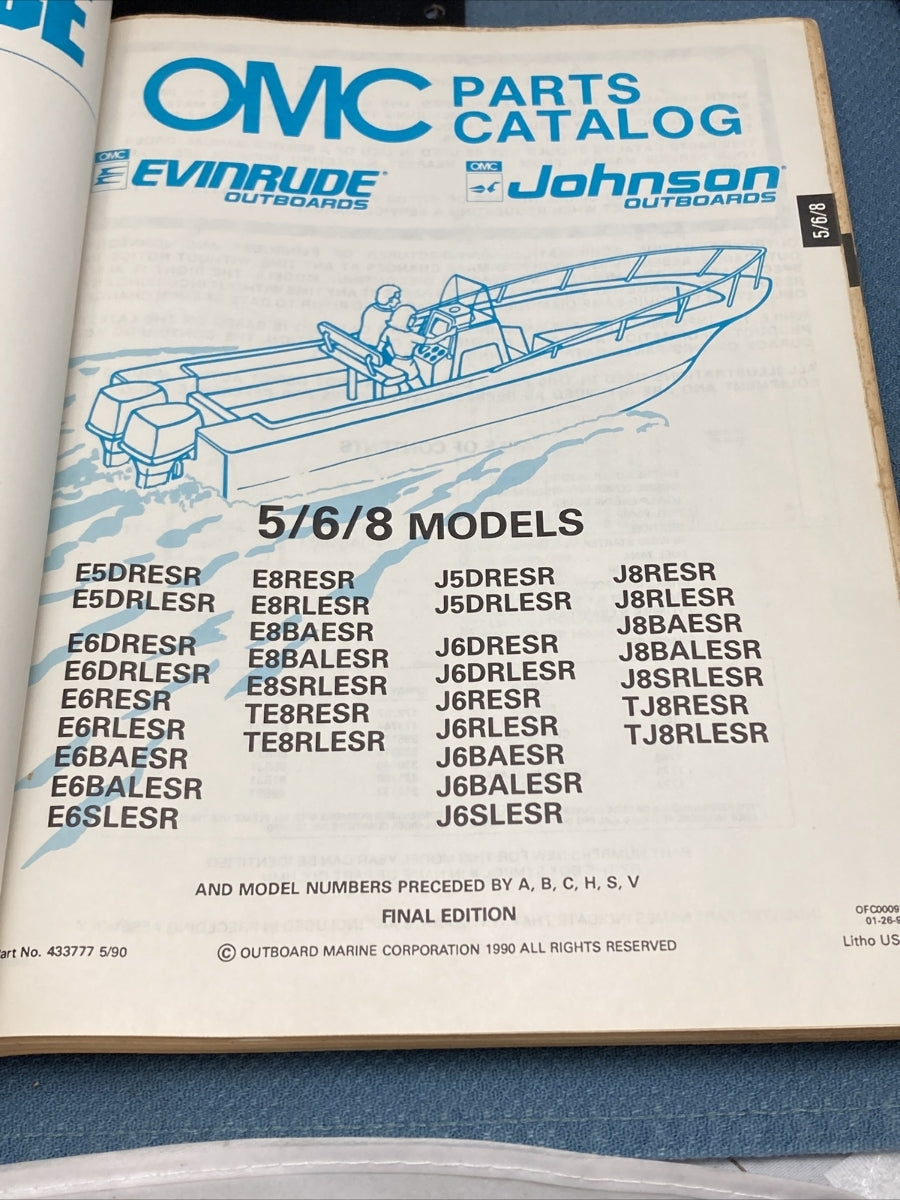 OMC PARTS CATALOG
OMC EVINRUDE OUTBOARDS
OMC Johnson OUTBOARDS
5/6/8
5/6/8 MODELS
E5DRESR
E5DRLESR
E6DRESR
E6DRLESR
E6RESR
E6RLESR
E6BAESR
E6BALESR
E6SLESR
E8RESR
E8RLESR
E8BAESR
E8BALESR
E8SRLESR
TE8RESR
TE8RLESR
J5DRESR
J5DRLESR
J6DRESR
J6DRLESR
J6RESR
J6RLESR
J6BAESR
J6BALESR
J6SLESR
J8RESR
J8RLESR
J8BAESR
J8BALESR
J8SRLESR
TJ8RESR
TJ8RLESR
AND MODEL NUMBERS PRECEDED BY A, B, C, H, S, V
FINAL EDITION
No. 433777 5/90
© OUTBOARD MARINE CORPORATION 1990 ALL RIGHTS RESERVED
Litho